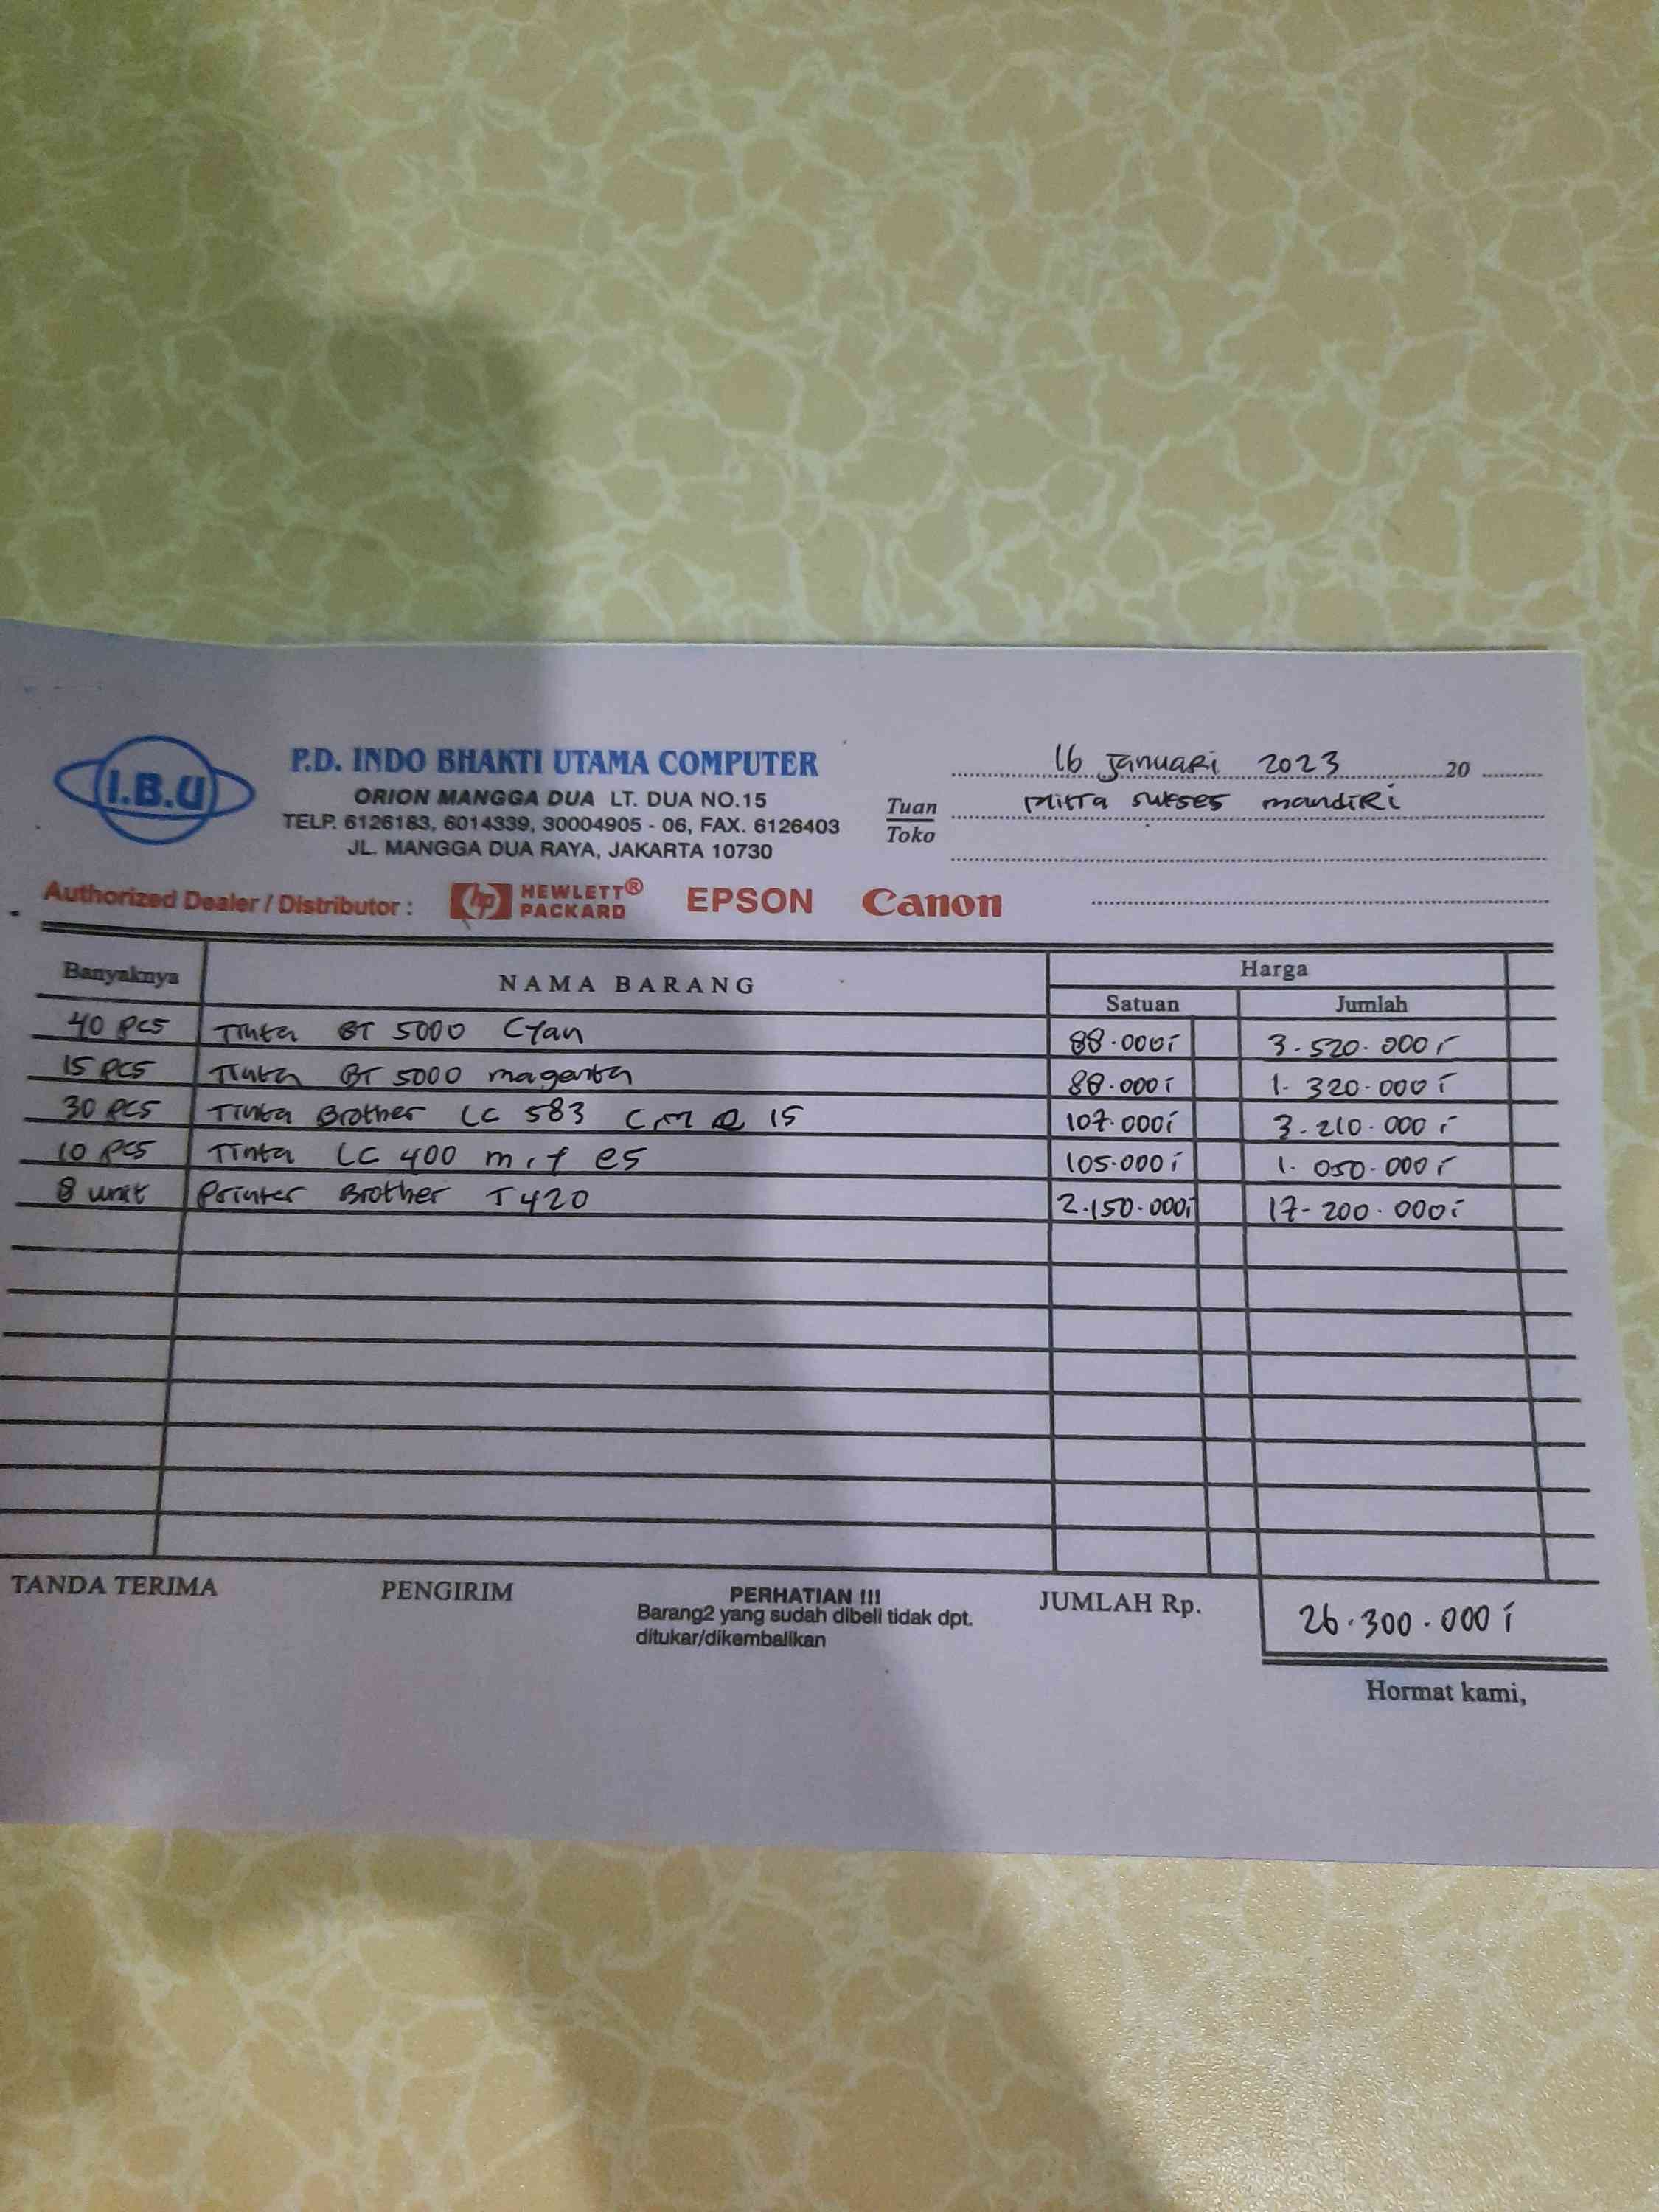 I.B.U
P.D. INDO BHAKTI UTAMA COMPUTER
ORION MANGGA DUA LT. DUA NO.15
TELP. 6126183, 6014339, 30004905 - 06, FAX. 6126403
JL. MANGGA DUA RAYA, JAKARTA 10730
16 Januari 2023 20
Tuan
Toko
Mitra Sukses Mandiri
Authorized Dealer / Distributor : hp HEWLETT® PACKARD EPSON Canon
Banyaknya NAMA BARANG Harga
Satuan Jumlah
40 pcs Tinta BT 5000 Cyan 88.000 3.520.000
15 pcs Tinta BT 5000 magenta 88.000 1.320.000
30 pcs Tinta Brother LC 583 C M @ 15 107.000 3.210.000
10 pcs Tinta LC 400 m, y @5 105.000 1.050.000
8 unit Printer Brother T420 2.150.000 17.200.000
TANDA TERIMA PENGIRIM PERHATIAN !!! JUMLAH Rp. 26.300.000
Barang2 yang sudah dibeli tidak dpt.
ditukar/dikembalikan
Hormat kami,